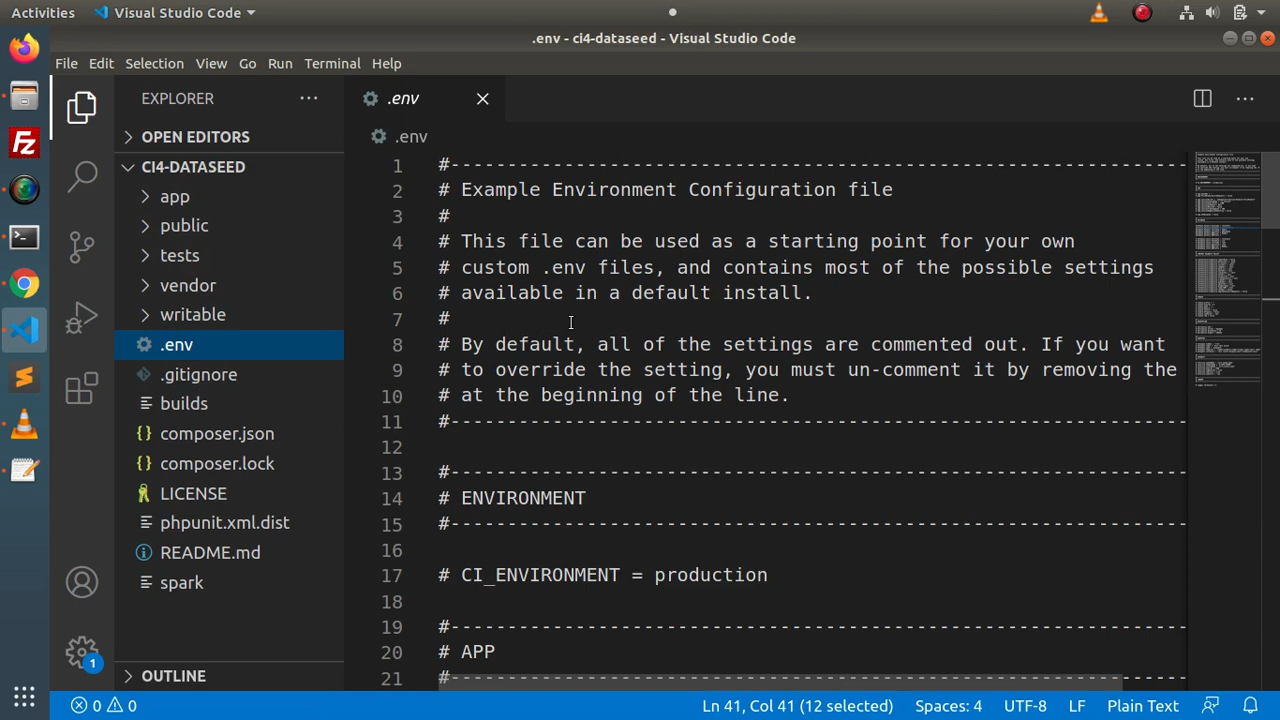 Activities
Visual Studio Code
.env - ci4-dataseed - Visual Studio Code
File Edit Selection View Go Run Terminal Help
EXPLORER
.env
OPEN EDITORS
.env
CI4-DATASEED
app
public
tests
vendor
writable
.env
.gitignore
builds
composer.json
composer.lock
LICENSE
phpunit.xml.dist
README.md
spark
OUTLINE
1 #------------------------------------------------------------------
2 # Example Environment Configuration file
3 #
4 # This file can be used as a starting point for your own
5 # custom .env files, and contains most of the possible settings
6 # available in a default install.
7 #
8 # By default, all of the settings are commented out. If you want
9 # to override the setting, you must un-comment it by removing the
10 # at the beginning of the line.
11 #------------------------------------------------------------------
12
13 #------------------------------------------------------------------
14 # ENVIRONMENT
15 #------------------------------------------------------------------
16
17 # CI_ENVIRONMENT = production
18
19 #------------------------------------------------------------------
20 # APP
21 #------------------------------------------------------------------
1
0 0
Ln 41, Col 41 (12 selected)
Spaces: 4
UTF-8
LF
Plain Text